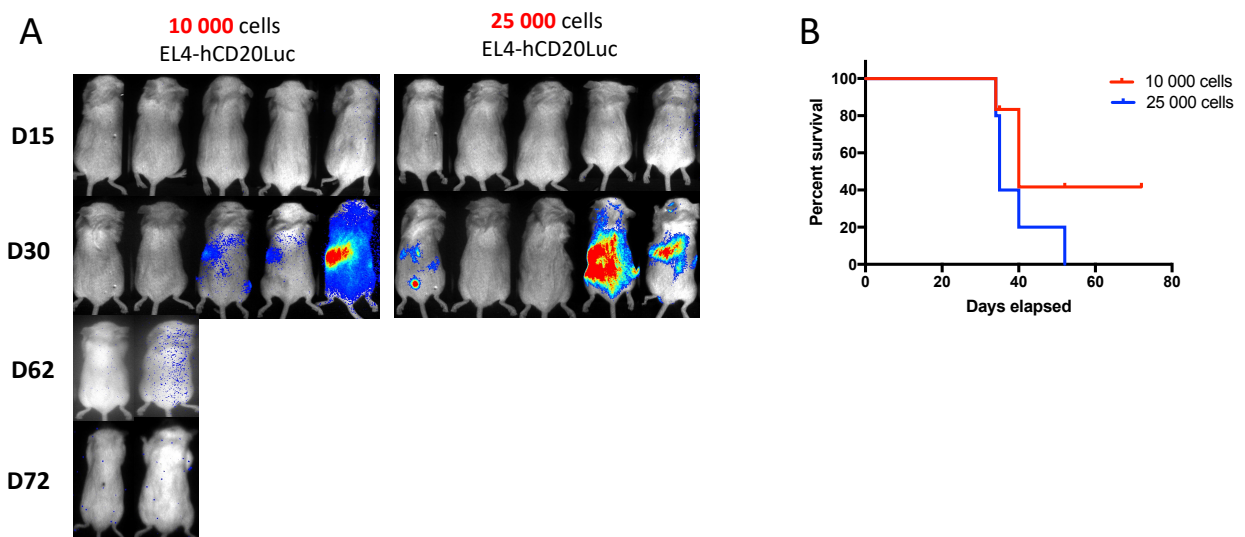 A
10 000 cells
EL4-hCD20Luc
25 000 cells
EL4-hCD20Luc
D15
D30
D62
D72
B
Percent survival
100
80
60
40
20
0
0 20 40 60 80
Days elapsed
10 000 cells
25 000 cells